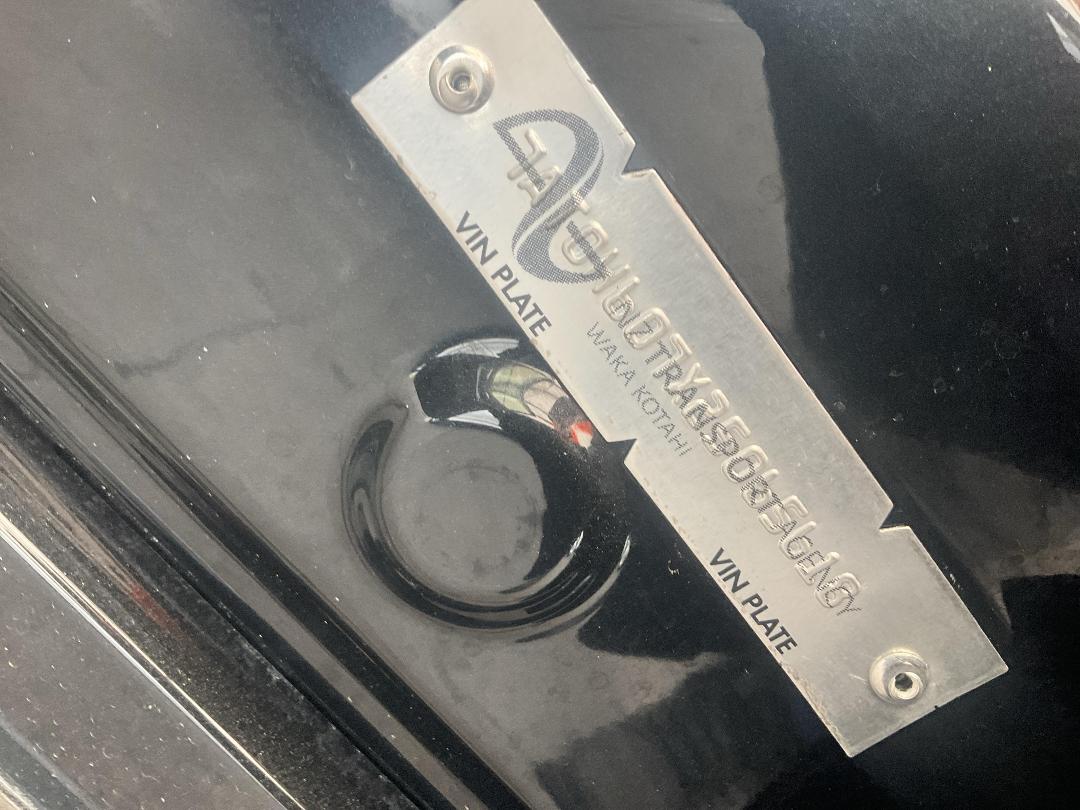 VIN PLATE
NZ TRANSPORT AGENCY
WAKA KOTAHI
VIN PLATE